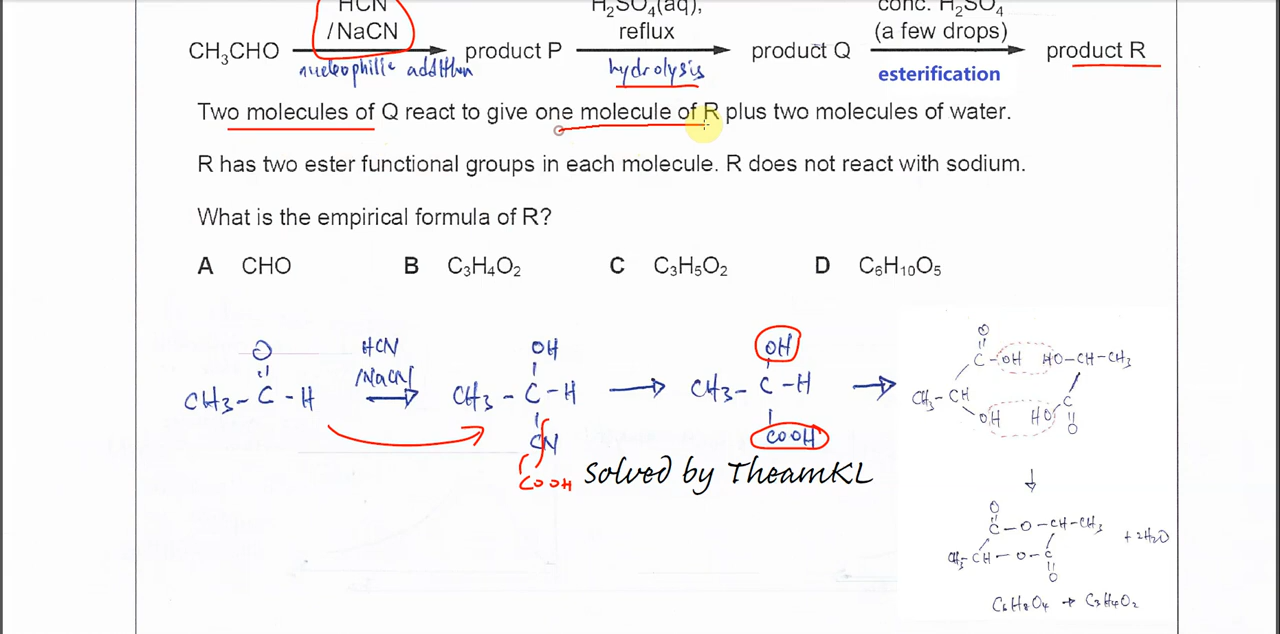 HCN H₂SO₄(aq), conc. H₂SO₄
/NaCN reflux (a few drops)
CH₃CHO product P product Q product R
nucleophilic addition hydrolysis esterification
Two molecules of Q react to give one molecule of R plus two molecules of water.
R has two ester functional groups in each molecule. R does not react with sodium.
What is the empirical formula of R?
A CHO B C₃H₄O₂ C C₃H₅O₂ D C₆H₁₀O₅
O HCN OH OH O
/NaCN C-OH HO-CH-CH₃
CH₃-C-H CH₃-C-H CH₃-C-H CH₃-CH C
CN COOH OH HO O
COOH Solved by TheamKL
O
C-O-CH-CH₃ +2H₂O
CH₃-CH-O-C
O
C₆H₈O₄ → C₃H₄O₂